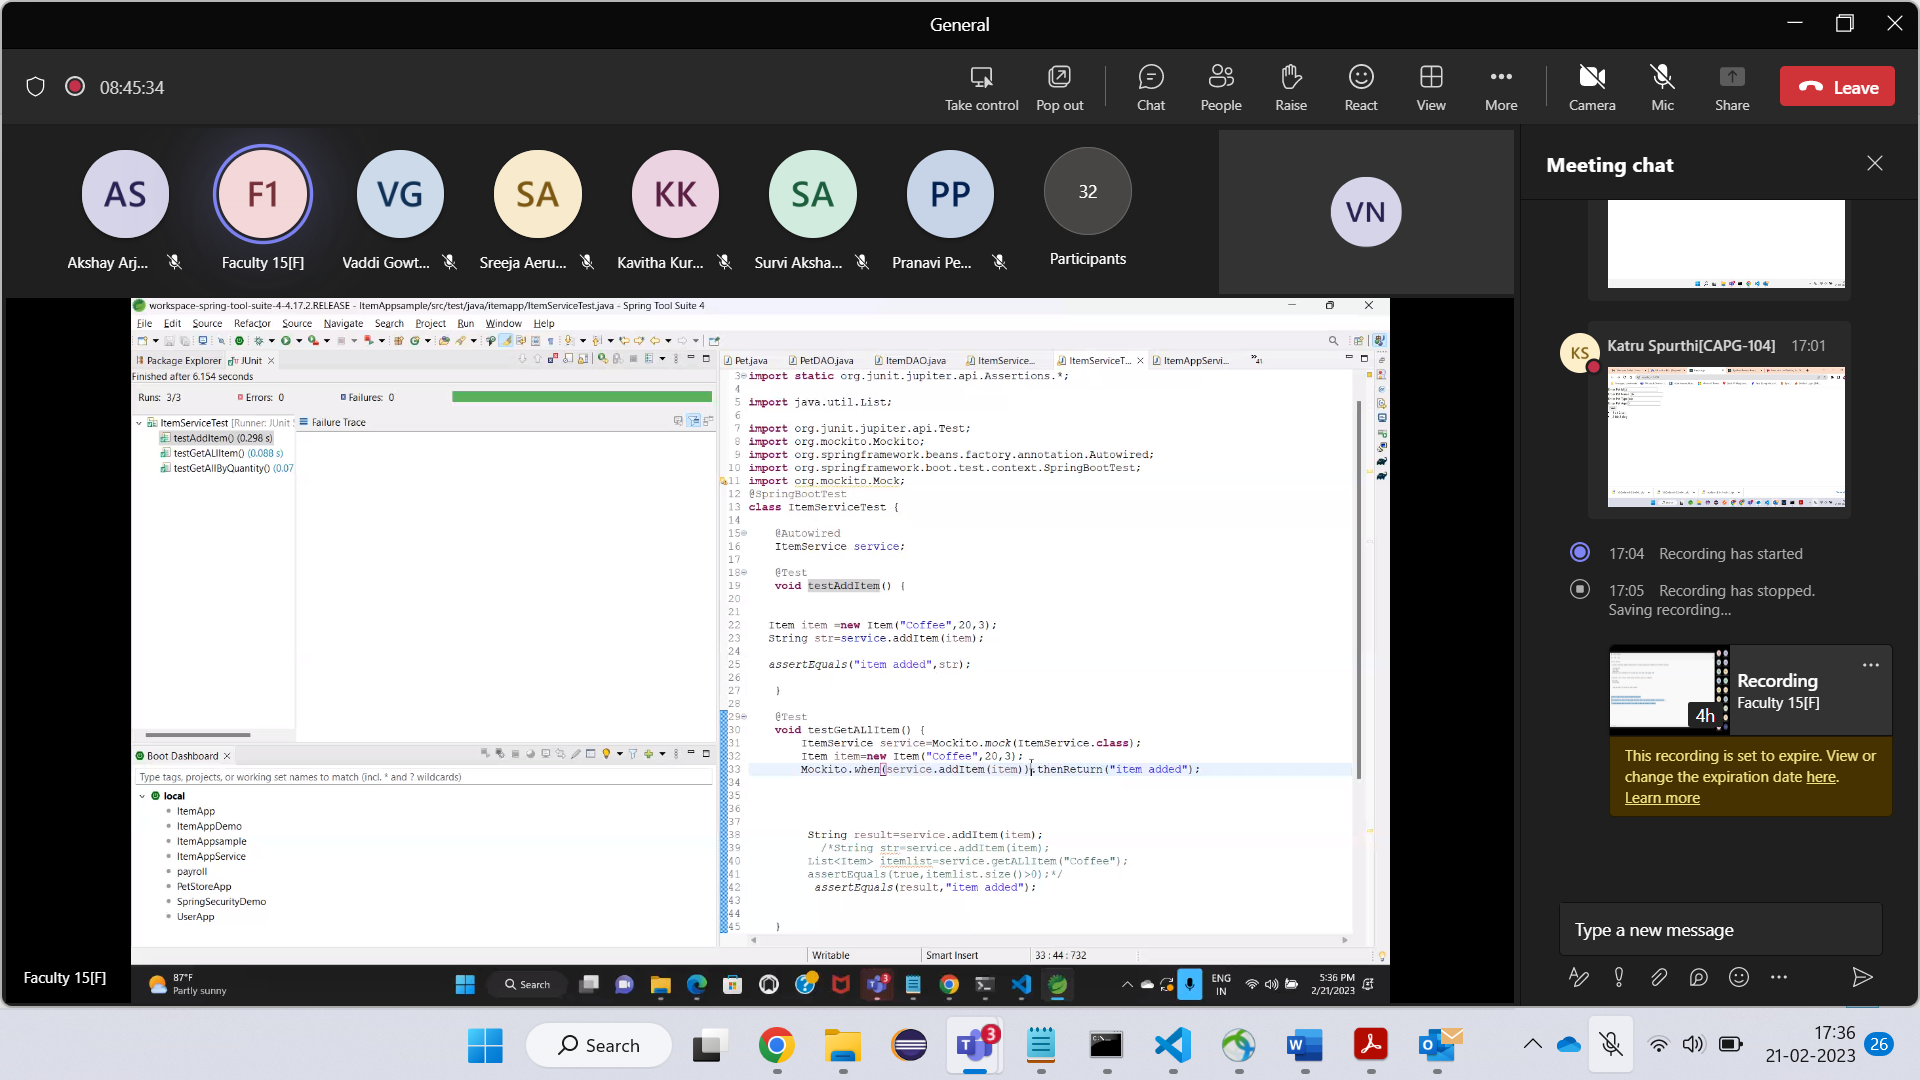 General
08:45:34
Take control
Pop out
Chat
People
Raise
React
View
More
Camera
Mic
Share
Leave
AS
F1
VG
SA
KK
SA
PP
32
VN
Akshay Arj...
Faculty 15[F]
Vaddi Gowt...
Sreeja Aeru...
Kavitha Kur...
Survi Aksha...
Pranavi Pe...
Participants
workspace-spring-tool-suite-4-4.17.2.RELEASE - ItemAppsample/src/test/java/itemapp/ItemServiceTest.java - Spring Tool Suite 4
File Edit Source Refactor Source Navigate Search Project Run Window Help
Package Explorer
JUnit
Finished after 6.154 seconds
Runs: 3/3
Errors: 0
Failures: 0
ItemServiceTest [Runner: JUnit
testAddItem() (0.298 s)
testGetALlItem() (0.088 s)
testGetAllByQuantity() (0.07
Failure Trace
Boot Dashboard
Type tags, projects, or working set names to match (incl. * and ? wildcards)
local
ItemApp
ItemAppDemo
ItemAppsample
ItemAppService
payroll
PetStoreApp
SpringSecurityDemo
UserApp
Pet.java
PetDAO.java
ItemDAO.java
ItemService...
ItemServiceT...
ItemAppServi...
41
3 import static org.junit.jupiter.api.Assertions.*;
4
5 import java.util.List;
6
7 import org.junit.jupiter.api.Test;
8 import org.mockito.Mockito;
9 import org.springframework.beans.factory.annotation.Autowired;
10 import org.springframework.boot.test.context.SpringBootTest;
11 import org.mockito.Mock;
12 @SpringBootTest
13 class ItemServiceTest {
14
15 @Autowired
16 ItemService service;
17
18 @Test
19 void testAddItem() {
20
21
22 Item item =new Item("Coffee",20,3);
23 String str=service.addItem(item);
24
25 assertEquals("item added",str);
26
27 }
28
29 @Test
30 void testGetALlItem() {
31 ItemService service=Mockito.mock(ItemService.class);
32 Item item=new Item("Coffee",20,3);
33 Mockito.when(service.addItem(item)).thenReturn("item added");
34
35
36
37
38 String result=service.addItem(item);
39 /*String str=service.addItem(item);
40 List<Item> itemlist=service.getALlItem("Coffee");
41 assertEquals(true,itemlist.size()>0);*/
42 assertEquals(result,"item added");
43
44
45 }
Writable
Smart Insert
33 : 44 : 732
Faculty 15[F]
87°F
Partly sunny
Search
3
ENG
IN
5:36 PM
2/21/2023
Meeting chat
KS
Katru Spurthi[CAPG-104] 17:01
17:04 Recording has started
17:05 Recording has stopped.
Saving recording...
4h
Recording
Faculty 15[F]
This recording is set to expire. View or
change the expiration date here.
Learn more
Type a new message
Search
3
17:36
21-02-2023
26